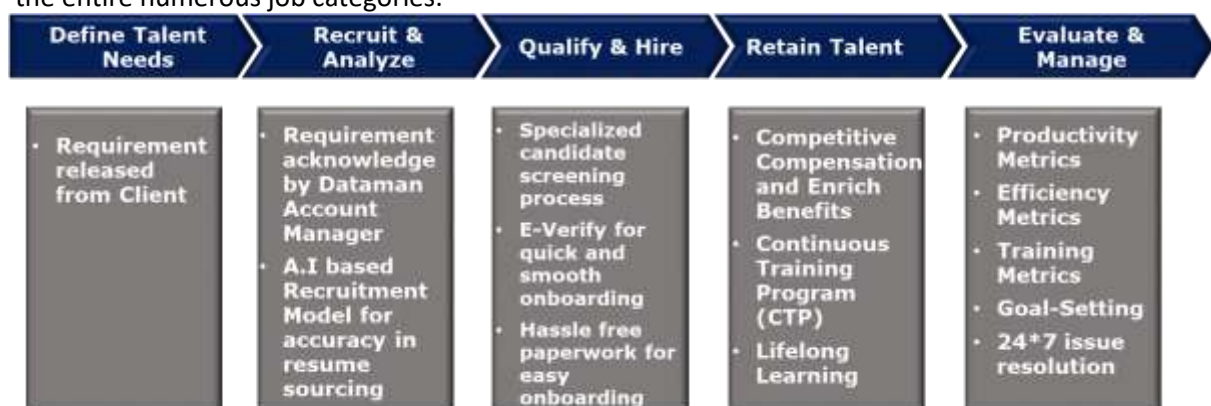 the entire numerous job categories.
Define Talent
Needs
Recruit &
Analyze
Qualify & Hire
Retain Talent
Evaluate &
Manage
• Requirement
released
from Client
• Requirement
acknowledge
by Dataman
Account
Manager
• A.I based
Recruitment
Model for
accuracy in
resume
sourcing
• Specialized
candidate
screening
process
• E-Verify for
quick and
smooth
onboarding
• Hassle free
paperwork for
easy
onboarding
• Competitive
Compensation
and Enrich
Benefits
• Continuous
Training
Program
(CTP)
• Lifelong
Learning
• Productivity
Metrics
• Efficiency
Metrics
• Training
Metrics
• Goal-Setting
• 24*7 issue
resolution